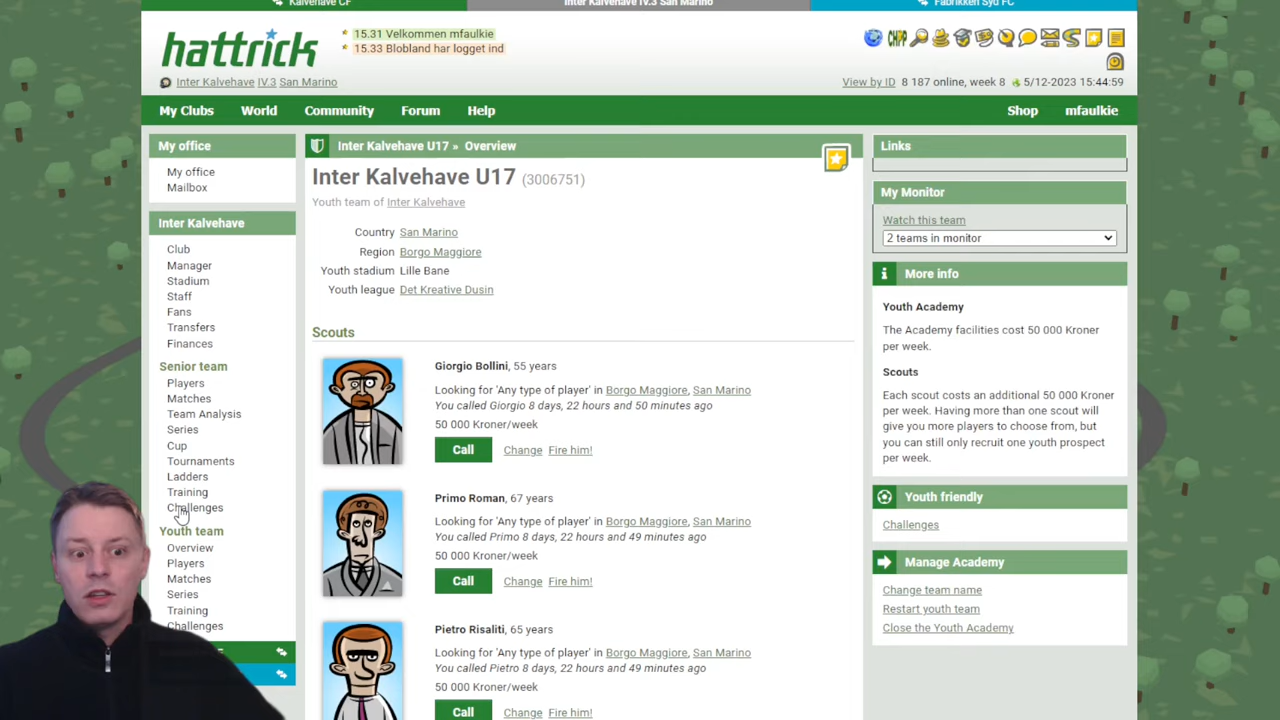 Kalvehave CF
Inter Kalvehave IV.3 San Marino
Fabrikken Syd FC
hattrick
15.31 Velkommen mfaulkie
15.33 Blobland har logget ind
CHPP
Inter Kalvehave IV.3 San Marino
View by ID 8 187 online, week 8 5/12-2023 15:44:59
My Clubs World Community Forum Help Shop mfaulkie
My office
My office
Mailbox
Inter Kalvehave
Club
Manager
Stadium
Staff
Fans
Transfers
Finances
Senior team
Players
Matches
Team Analysis
Series
Cup
Tournaments
Ladders
Training
Challenges
Youth team
Overview
Players
Matches
Series
Training
Challenges
Inter Kalvehave U17 » Overview
Inter Kalvehave U17 (3006751)
Youth team of Inter Kalvehave
Country San Marino
Region Borgo Maggiore
Youth stadium Lille Bane
Youth league Det Kreative Dusin
Scouts
Giorgio Bollini, 55 years
Looking for 'Any type of player' in Borgo Maggiore, San Marino
You called Giorgio 8 days, 22 hours and 50 minutes ago
50 000 Kroner/week
Call Change Fire him!
Primo Roman, 67 years
Looking for 'Any type of player' in Borgo Maggiore, San Marino
You called Primo 8 days, 22 hours and 49 minutes ago
50 000 Kroner/week
Call Change Fire him!
Pietro Risaliti, 65 years
Looking for 'Any type of player' in Borgo Maggiore, San Marino
You called Pietro 8 days, 22 hours and 49 minutes ago
50 000 Kroner/week
Call Change Fire him!
Links
My Monitor
Watch this team
2 teams in monitor
More info
Youth Academy
The Academy facilities cost 50 000 Kroner
per week.
Scouts
Each scout costs an additional 50 000 Kroner
per week. Having more than one scout will
give you more players to choose from, but
you can still only recruit one youth prospect
per week.
Youth friendly
Challenges
Manage Academy
Change team name
Restart youth team
Close the Youth Academy